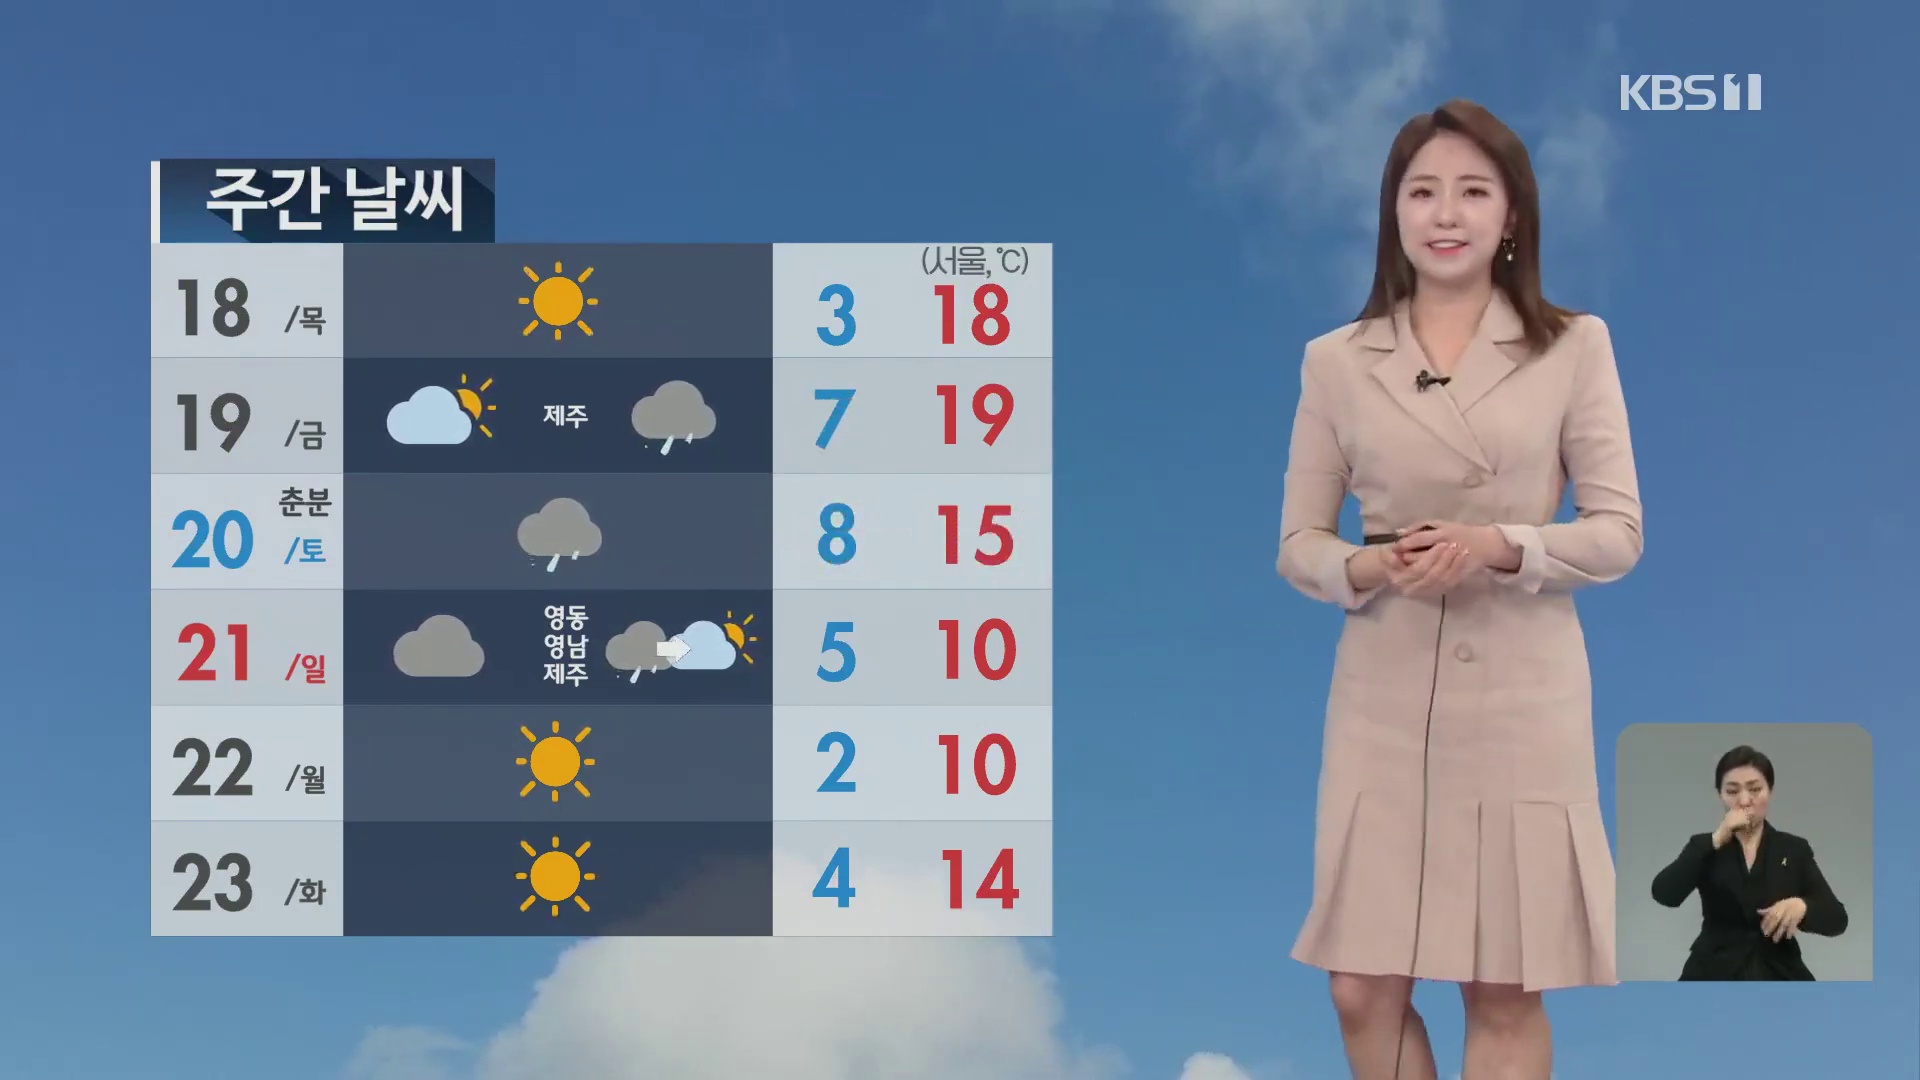 KBS 1
주간 날씨
(서울, ℃)
18 /목 3 18
19 /금 제주 7 19
춘분
20 /토 8 15
21 /일 영동 영남 제주 5 10
22 /월 2 10
23 /화 4 14